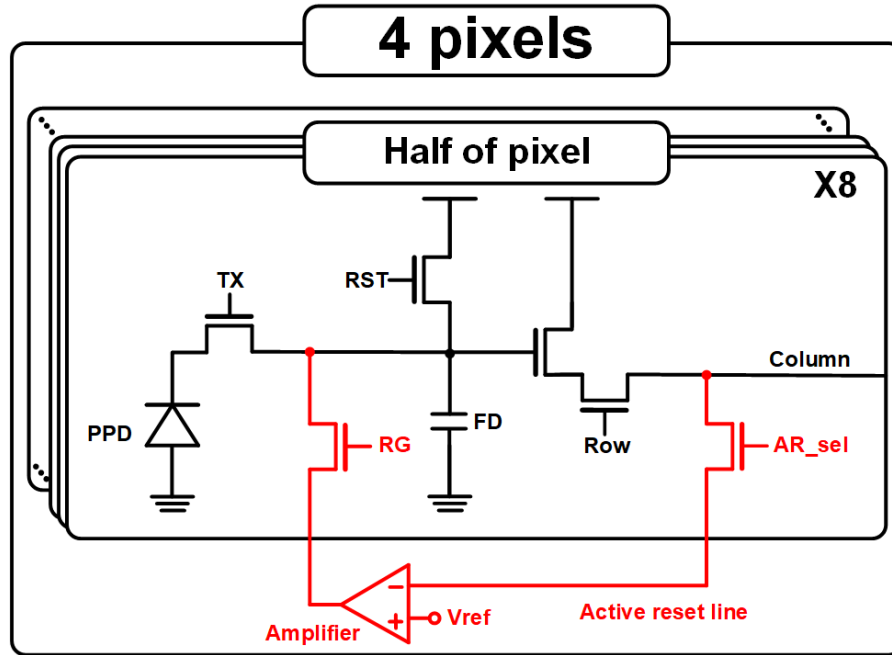 4 pixels
Half of pixel
X8
TX
RST
Column
PPD
RG
FD
Row
AR_sel
Amplifier
−
+
Vref
Active reset line